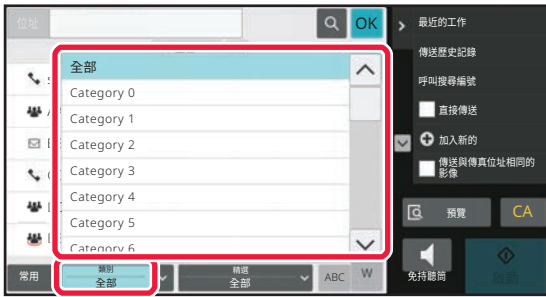 位址
OK
全部
Category 0
Category 1
Category 2
Category 3
Category 4
Category 5
Category 6
常用
類別
全部
精選
全部
ABC
W
最近的工作
傳送歷史記錄
呼叫搜尋編號
直接傳送
加入新的
傳送與傳真位址相同的
影像
預覽
CA
免持聽筒
啟動